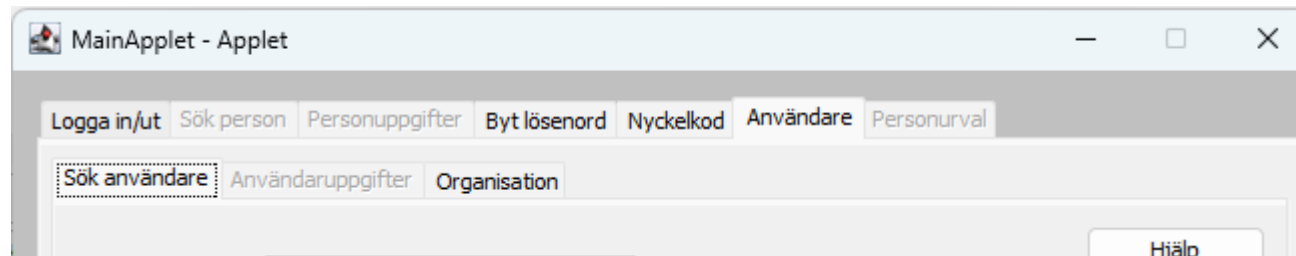 MainApplet - Applet
Logga in/ut Sök person Personuppgifter Byt lösenord Nyckelkod Användare Personurval
Sök användare Användaruppgifter Organisation
Hjälp